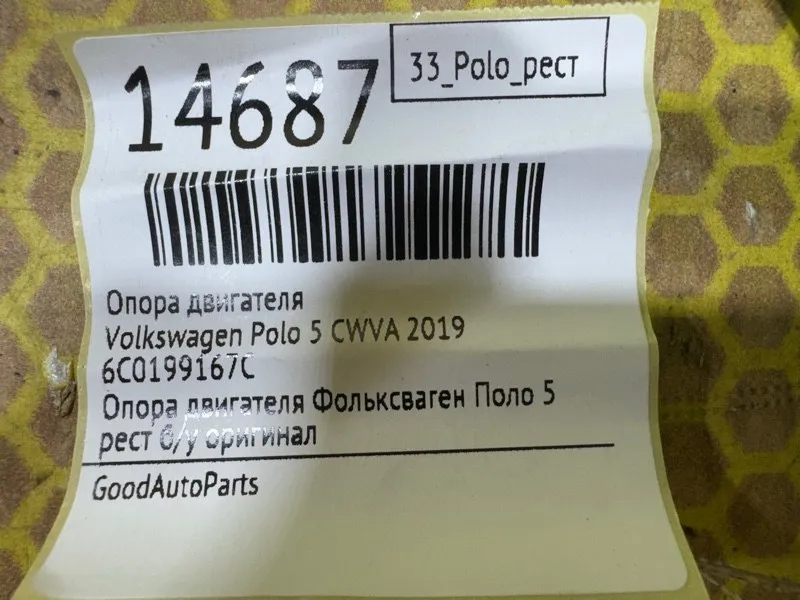 14687
33_Polo_рест
Опора двигателя
Volkswagen Polo 5 CWVA 2019
6C0199167C
Опора двигателя Фольксваген Поло 5
рест б/у оригинал
GoodAutoParts